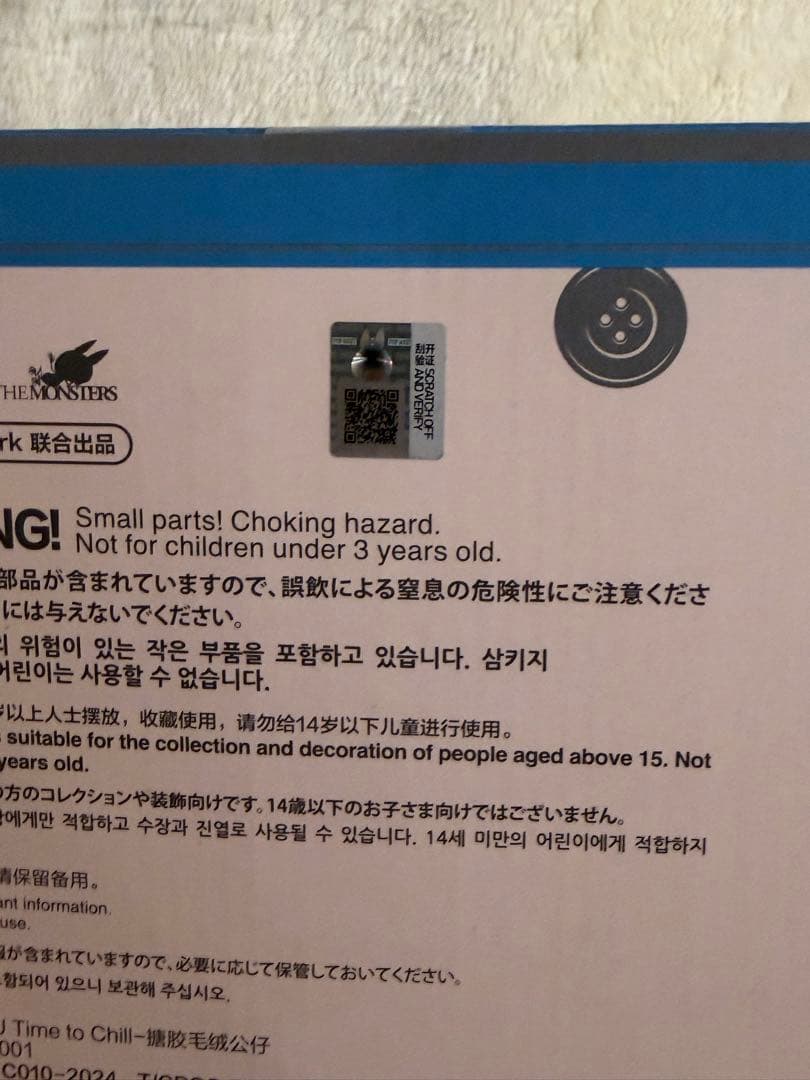 THE MONSTERS
开 SCRATCH OFF
刮
验证 AND VERIFY
rk 联合出品
NG! Small parts! Choking hazard.
Not for children under 3 years old.
部品が含まれていますので、誤飲による窒息の危険性にご注意くださ
には与えないでください。
위험이 있는 작은 부품을 포함하고 있습니다. 삼키지
어린이는 사용할 수 없습니다.
岁以上人士摆放，收藏使用，请勿给14岁以下儿童进行使用。
suitable for the collection and decoration of people aged above 15. Not
years old.
の方のコレクションや装飾向けです。14歳以下のお子さま向けではございません。
에게만 적합하고 수장과 진열로 사용될 수 있습니다. 14세 미만의 어린이에게 적합하지
请保留备用。
ant information.
use.
が含まれていますので、必要に応じて保管しておいてください。
함되어 있으니 보관해 주십시오.
U Time to Chill-搪胶毛绒公仔
001
C010-2024